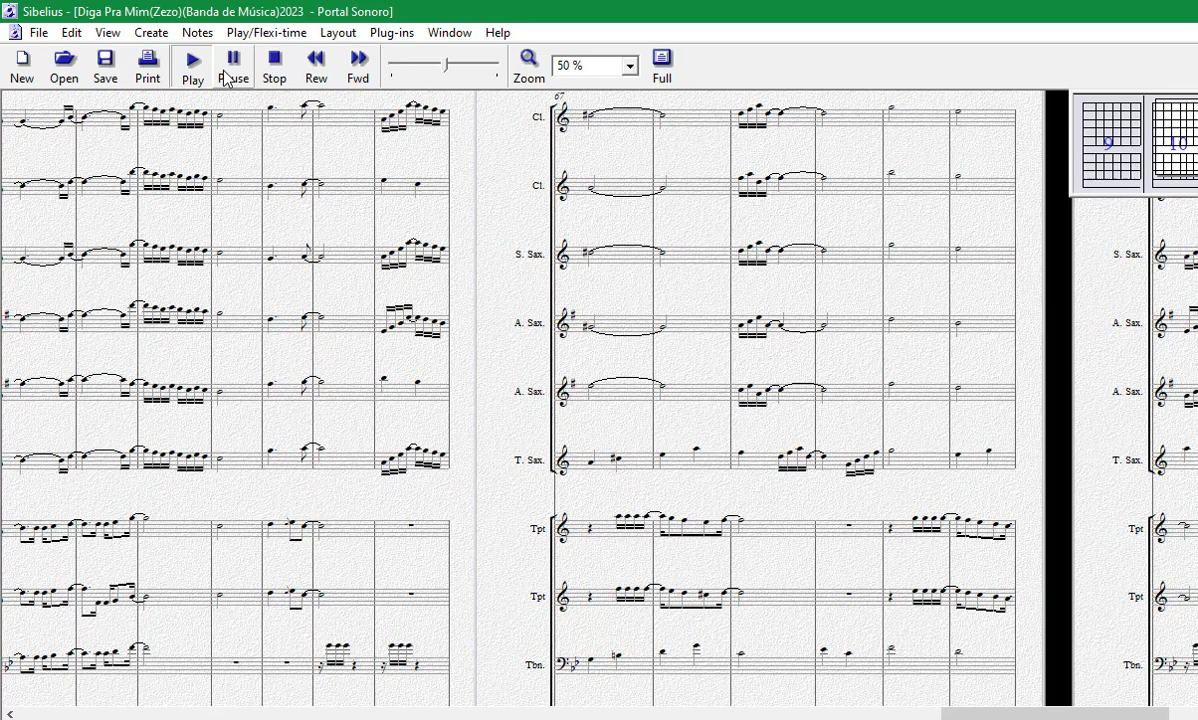 Sibelius - [Diga Pra Mim(Zezo)(Banda de Música)2023 - Portal Sonoro]
File Edit View Create Notes Play/Flexi-time Layout Plug-ins Window Help
New Open Save Print Play Pause Stop Rew Fwd Zoom 50 % Full
67
9 10
Cl.
Cl.
S. Sax. S. Sax.
A. Sax. A. Sax.
A. Sax. A. Sax.
T. Sax. T. Sax.
Tpt Tpt
Tpt Tpt
Tbn. Tbn.